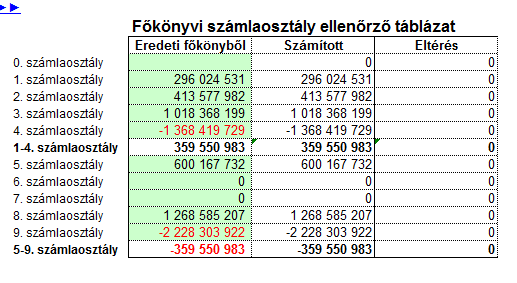 ►►
Főkönyvi számlaosztály ellenőrző táblázat
Eredeti főkönyből Számított Eltérés
0. számlaosztály 0 0
1. számlaosztály 296 024 531 296 024 531 0
2. számlaosztály 413 577 982 413 577 982 0
3. számlaosztály 1 018 368 199 1 018 368 199 0
4. számlaosztály -1 368 419 729 -1 368 419 729 0
1-4. számlaosztály 359 550 983 359 550 983 0
5. számlaosztály 600 167 732 600 167 732 0
6. számlaosztály 0 0 0
7. számlaosztály 0 0 0
8. számlaosztály 1 268 585 207 1 268 585 207 0
9. számlaosztály -2 228 303 922 -2 228 303 922 0
5-9. számlaosztály -359 550 983 -359 550 983 0